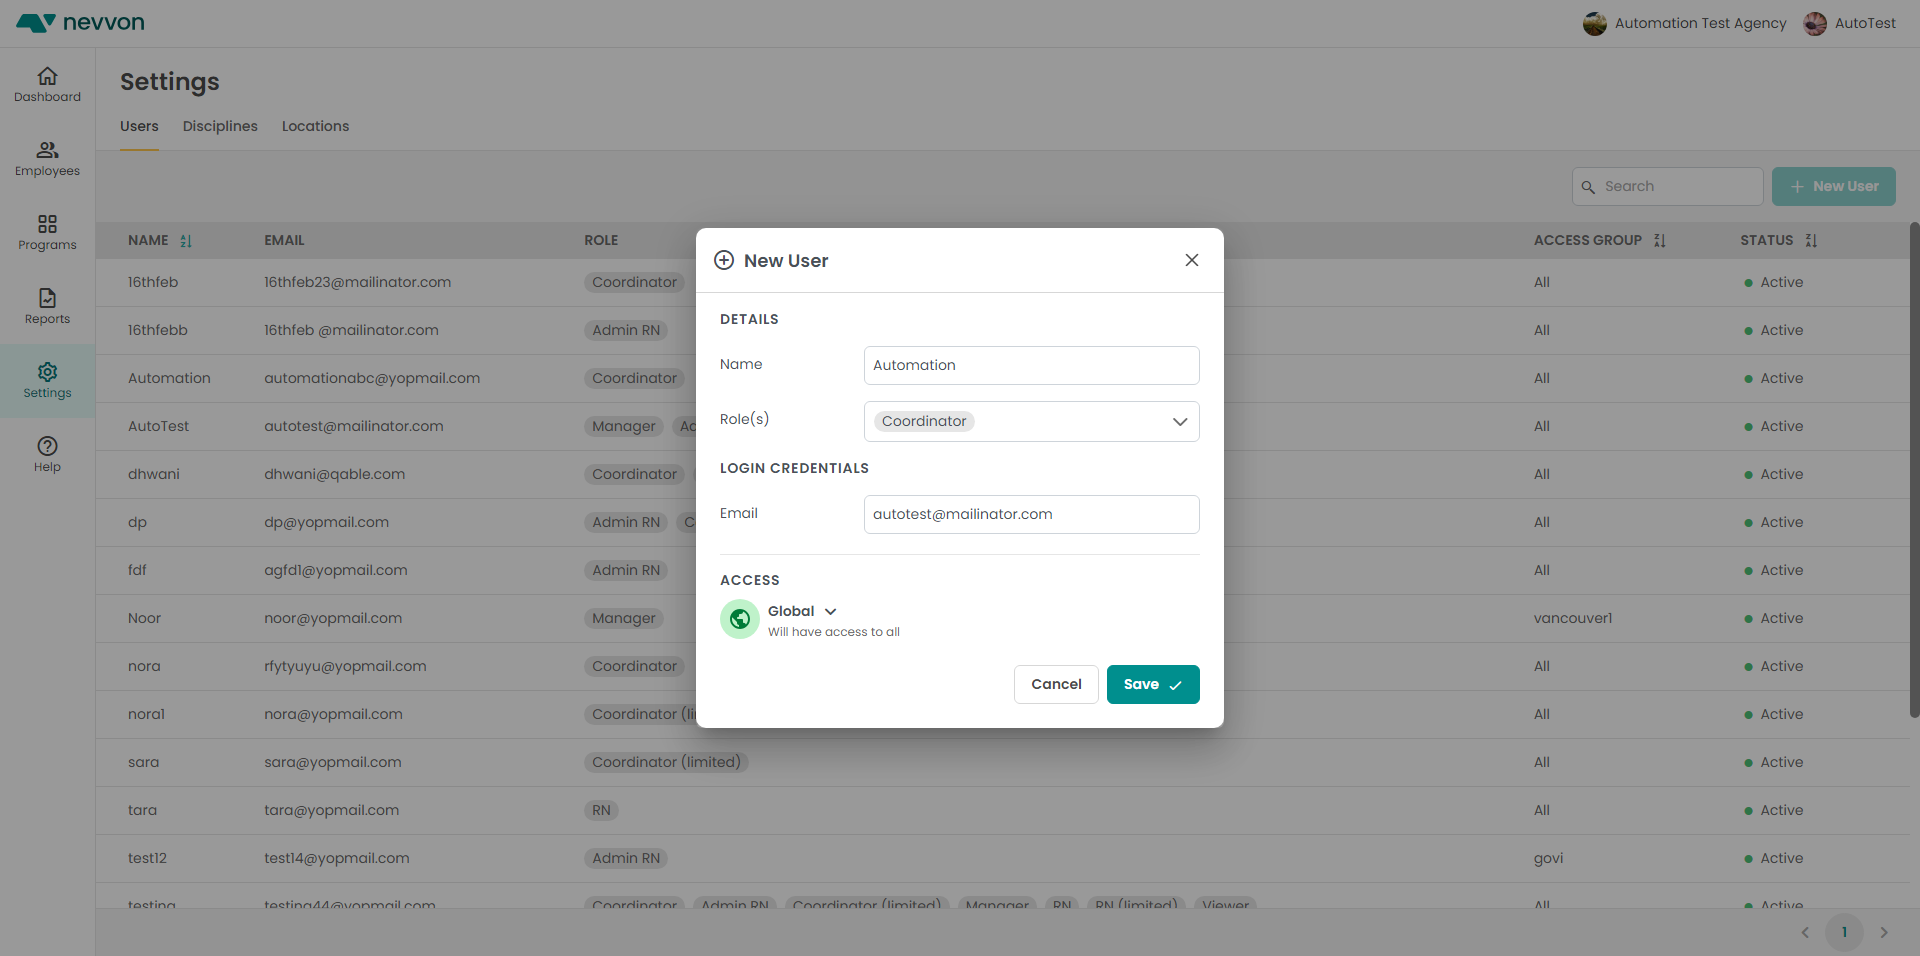 nevvon
Automation Test Agency
AutoTest
Dashboard
Employees
Programs
Reports
Settings
Help
Settings
Users Disciplines Locations
Search
New User
NAME EMAIL ROLE ACCESS GROUP STATUS
16thfeb 16thfeb23@mailinator.com Coordinator All Active
16thfebb 16thfeb @mailinator.com Admin RN All Active
Automation automationabc@yopmail.com Coordinator All Active
AutoTest autotest@mailinator.com Manager Ad All Active
dhwani dhwani@qable.com Coordinator All Active
dp dp@yopmail.com Admin RN C All Active
fdf agfd1@yopmail.com Admin RN All Active
Noor noor@yopmail.com Manager vancouver1 Active
nora rfytyuyu@yopmail.com Coordinator All Active
nora1 nora@yopmail.com Coordinator (li All Active
sara sara@yopmail.com Coordinator (limited) All Active
tara tara@yopmail.com RN All Active
test12 test14@yopmail.com Admin RN govi Active
testing testing44@yopmail.com Coordinator Admin RN Coordinator (limited) Manager RN RN (limited) Viewer All Active
1
New User
DETAILS
Name Automation
Role(s) Coordinator
LOGIN CREDENTIALS
Email autotest@mailinator.com
ACCESS
Global
Will have access to all
Cancel Save